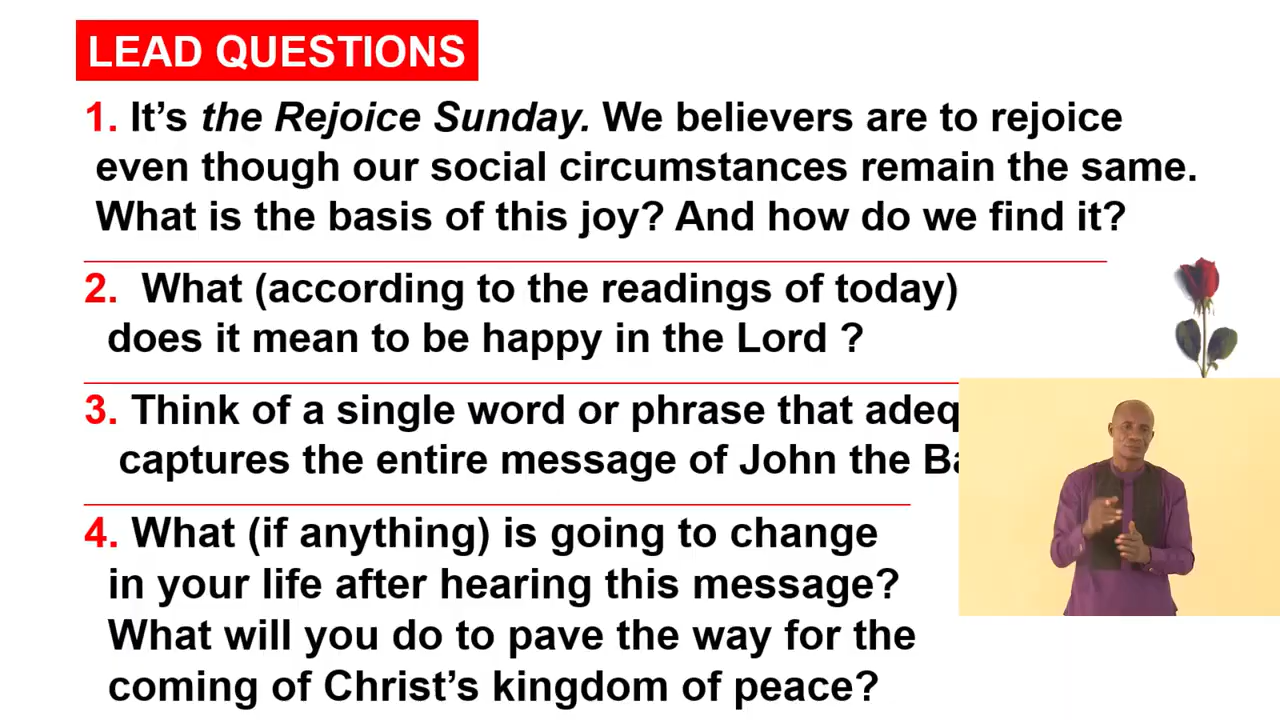 LEAD QUESTIONS
1. It's the Rejoice Sunday. We believers are to rejoice
even though our social circumstances remain the same.
What is the basis of this joy? And how do we find it?
2. What (according to the readings of today)
does it mean to be happy in the Lord ?
3. Think of a single word or phrase that
captures the entire message of John the
4. What (if anything) is going to change
in your life after hearing this message?
What will you do to pave the way for the
coming of Christ's kingdom of peace?